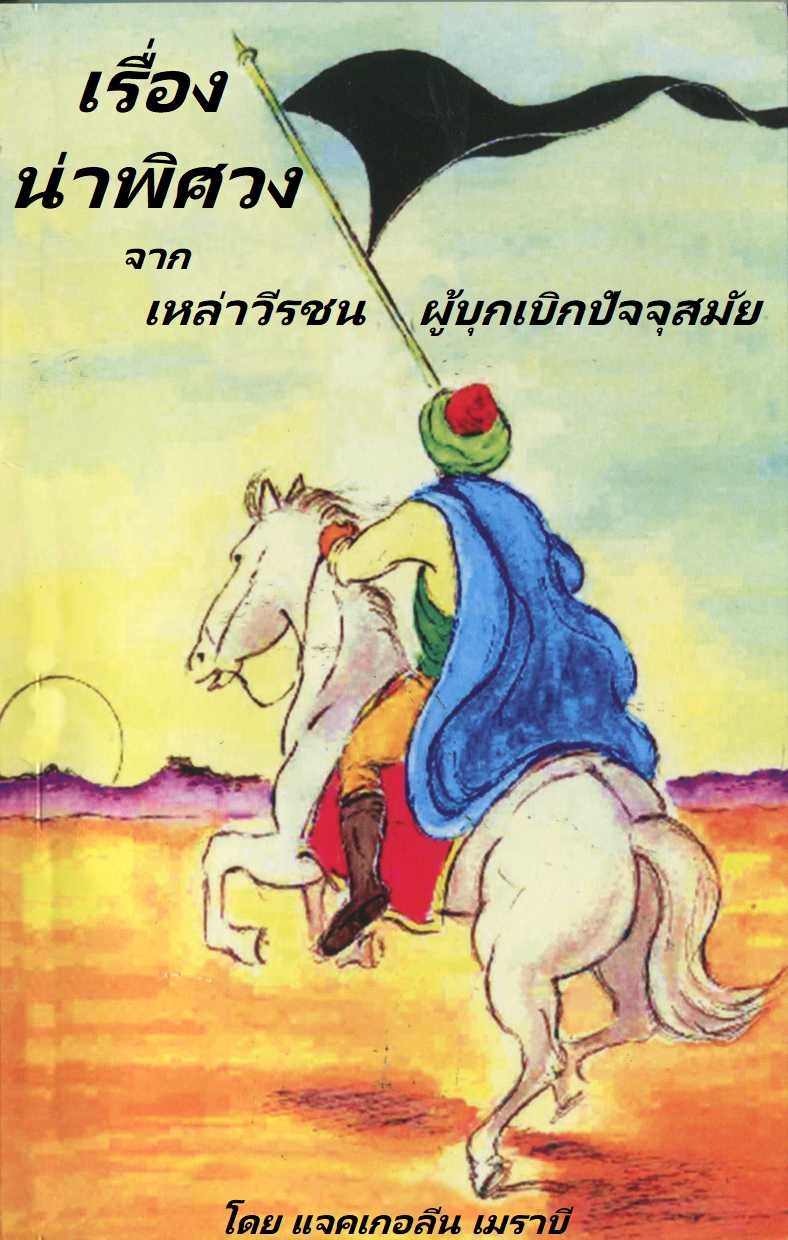 เรื่อง
น่าพิศวง
จาก
เหล่าวีรชน ผู้บุกเบิกปัจจุสมัย
โดย แจคเกอลีน เมราบี